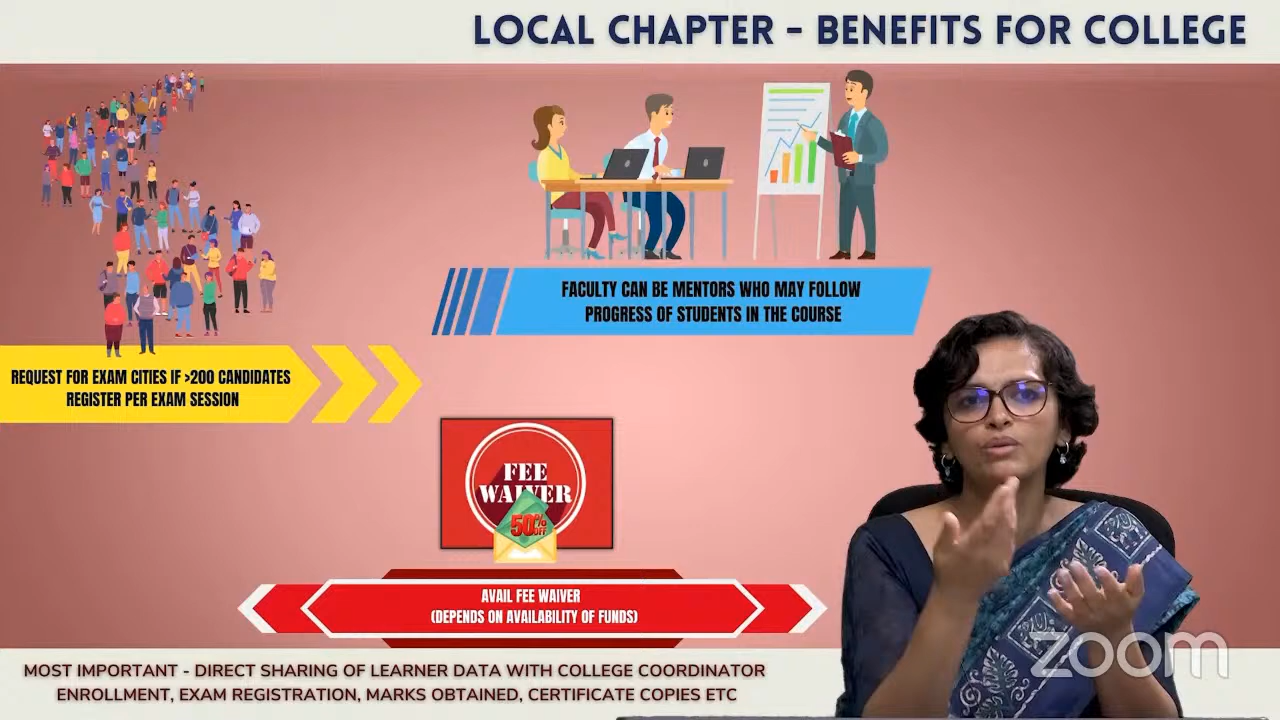 LOCAL CHAPTER - BENEFITS FOR COLLEGE
FACULTY CAN BE MENTORS WHO MAY FOLLOW
PROGRESS OF STUDENTS IN THE COURSE
REQUEST FOR EXAM CITIES IF >200 CANDIDATES
REGISTER PER EXAM SESSION
FEE
WAIVER
50% OFF
AVAIL FEE WAIVER
(DEPENDS ON AVAILABILITY OF FUNDS)
MOST IMPORTANT - DIRECT SHARING OF LEARNER DATA WITH COLLEGE COORDINATOR
ENROLLMENT, EXAM REGISTRATION, MARKS OBTAINED, CERTIFICATE COPIES ETC
zoom